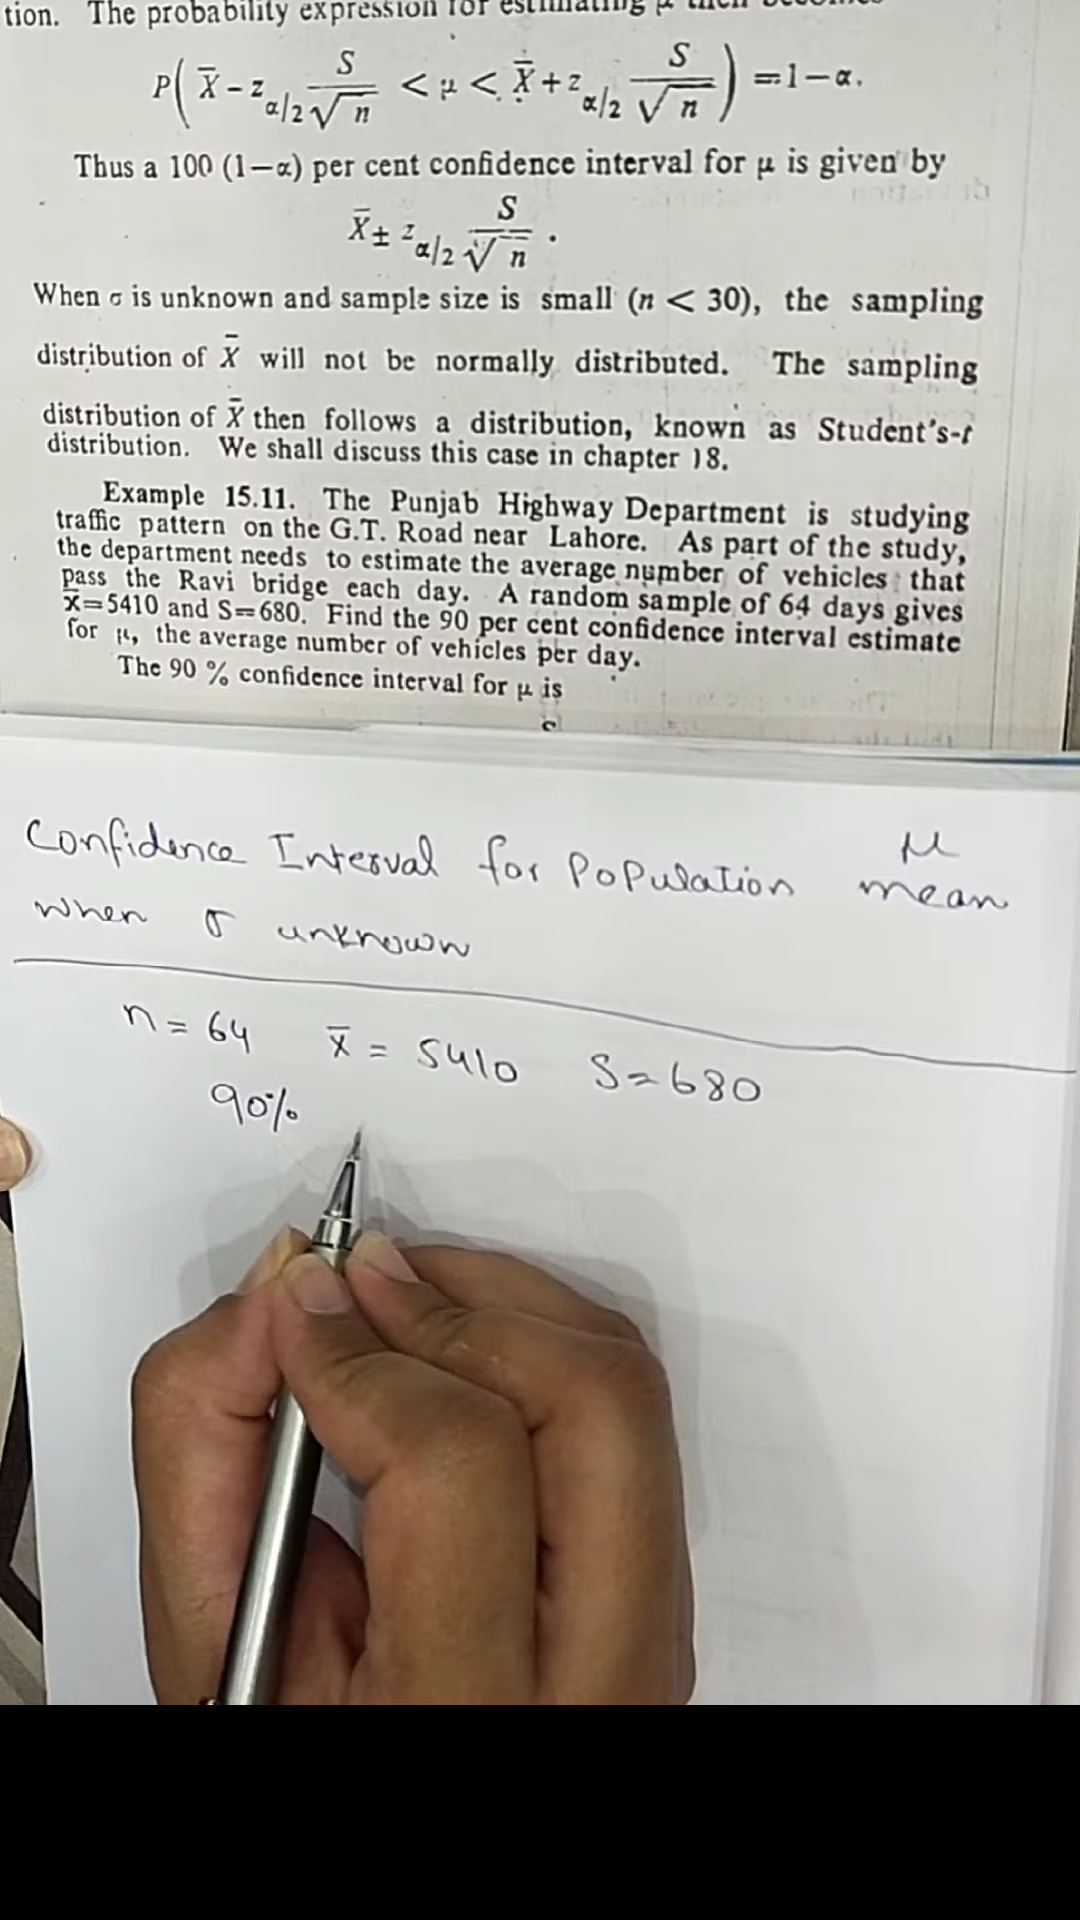 tion. The probability expression for estimating μ then becomes
P( X̄ − z α/2 S/√n < μ < X̄ + z α/2 S/√n ) = 1 − α.
Thus a 100 (1−α) per cent confidence interval for μ is given by
X̄ ± z α/2 S/√n .
When σ is unknown and sample size is small (n < 30), the sampling
distribution of X̄ will not be normally distributed. The sampling
distribution of X̄ then follows a distribution, known as Student's-t
distribution. We shall discuss this case in chapter 18.
Example 15.11. The Punjab Highway Department is studying
traffic pattern on the G.T. Road near Lahore. As part of the study,
the department needs to estimate the average number of vehicles that
pass the Ravi bridge each day. A random sample of 64 days gives
x̄=5410 and S=680. Find the 90 per cent confidence interval estimate
for μ, the average number of vehicles per day.
The 90 % confidence interval for μ is
Confidence Interval for Population mean μ
when σ unknown
n = 64 x̄ = 5410 S = 680
90%